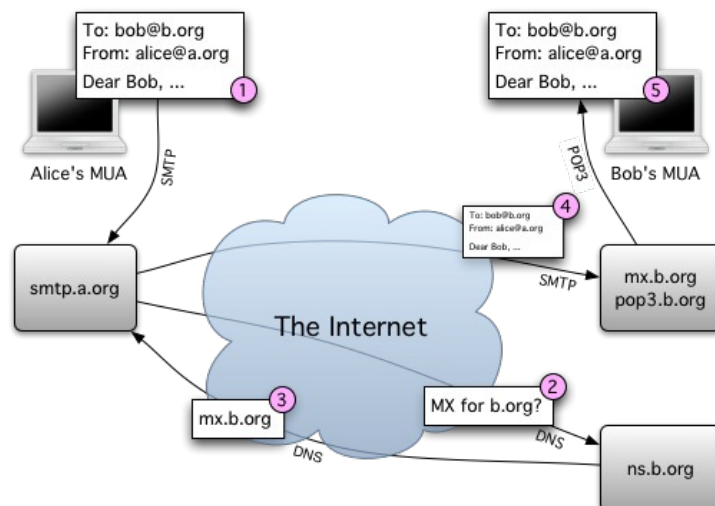 To: bob@b.org
From: alice@a.org
Dear Bob, ...
1
Alice's MUA
SMTP
To: bob@b.org
From: alice@a.org
Dear Bob, ...
5
Bob's MUA
POP3
To: bob@b.org
From: alice@a.org
Dear Bob, ...
4
SMTP
smtp.a.org
mx.b.org
pop3.b.org
The Internet
MX for b.org?
2
DNS
mx.b.org
3
DNS
ns.b.org